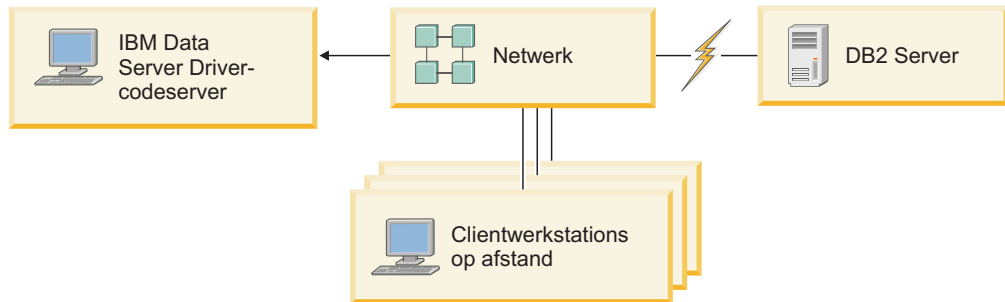 IBM Data
Server Driver-
codeserver
Netwerk
DB2 Server
Clientwerkstations
op afstand